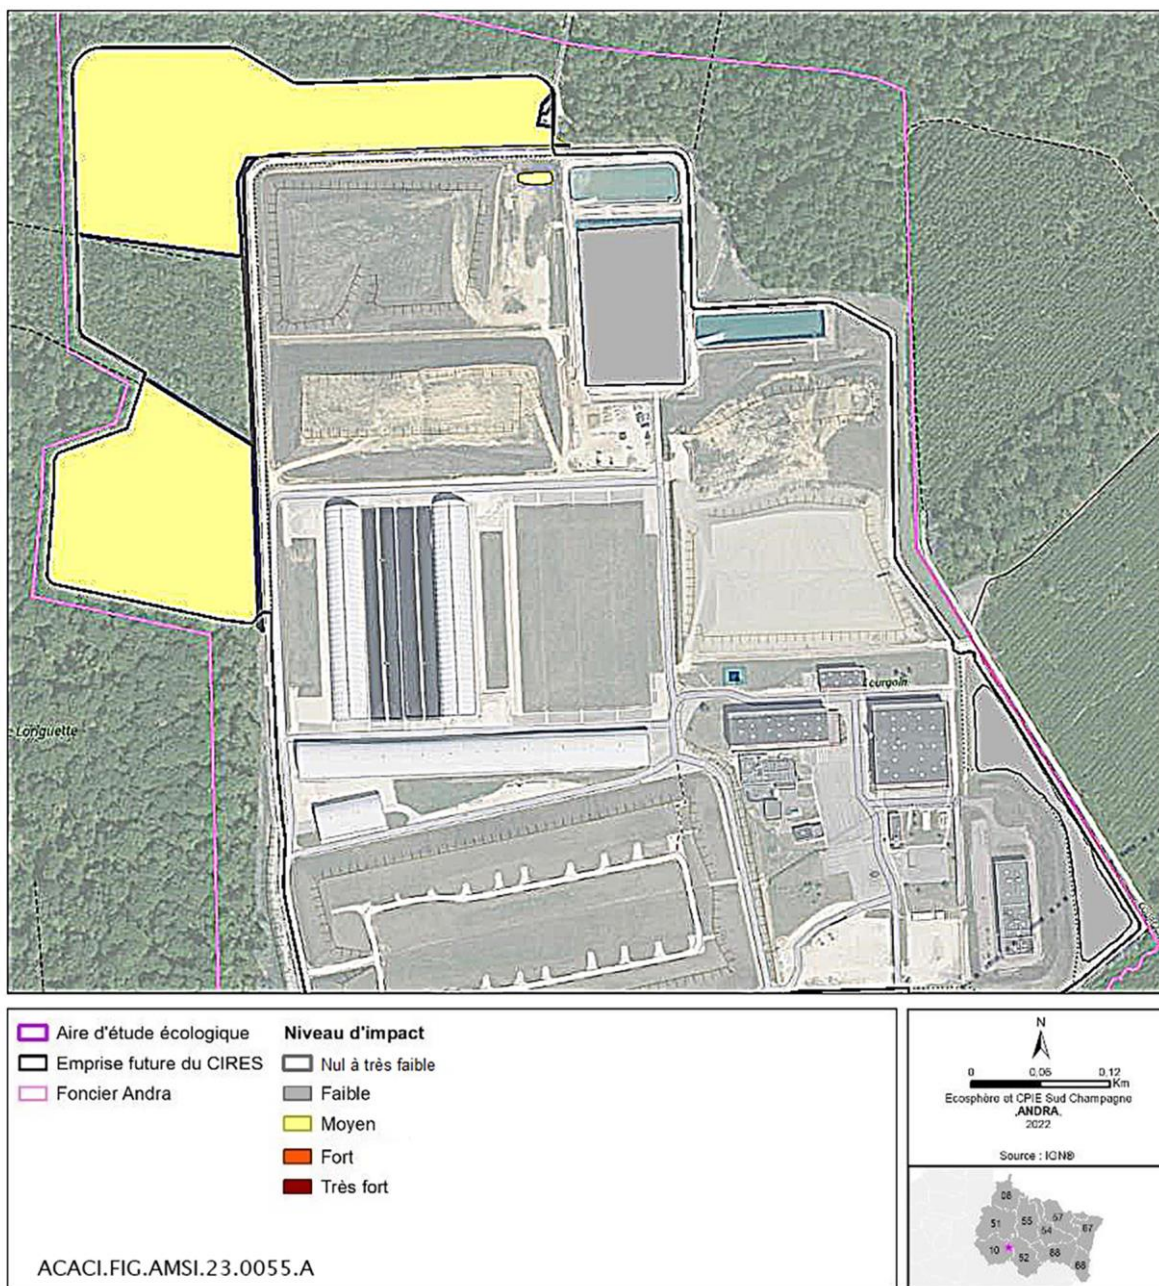 Lourgoin
Longuette
Aire d'étude écologique
Emprise future du CIRES
Foncier Andra
Niveau d'impact
Nul à très faible
Faible
Moyen
Fort
Très fort
ACACI.FIG.AMSI.23.0055.A
N
0 0,06 0,12
Km
Ecosphère et CPIE Sud Champagne
,ANDRA,
2022
Source : IGN®
08
51 55 57
54 67
10 52 88
68